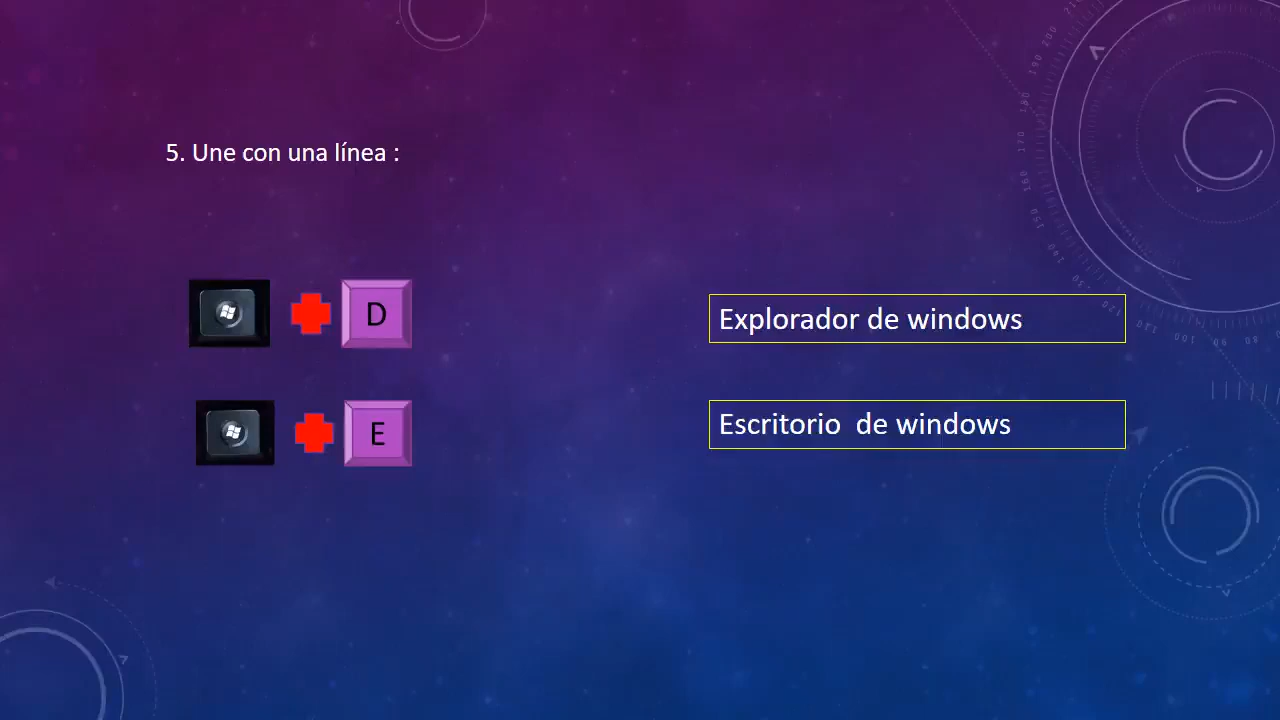 5. Une con una línea :
D
Explorador de windows
E
Escritorio  de windows